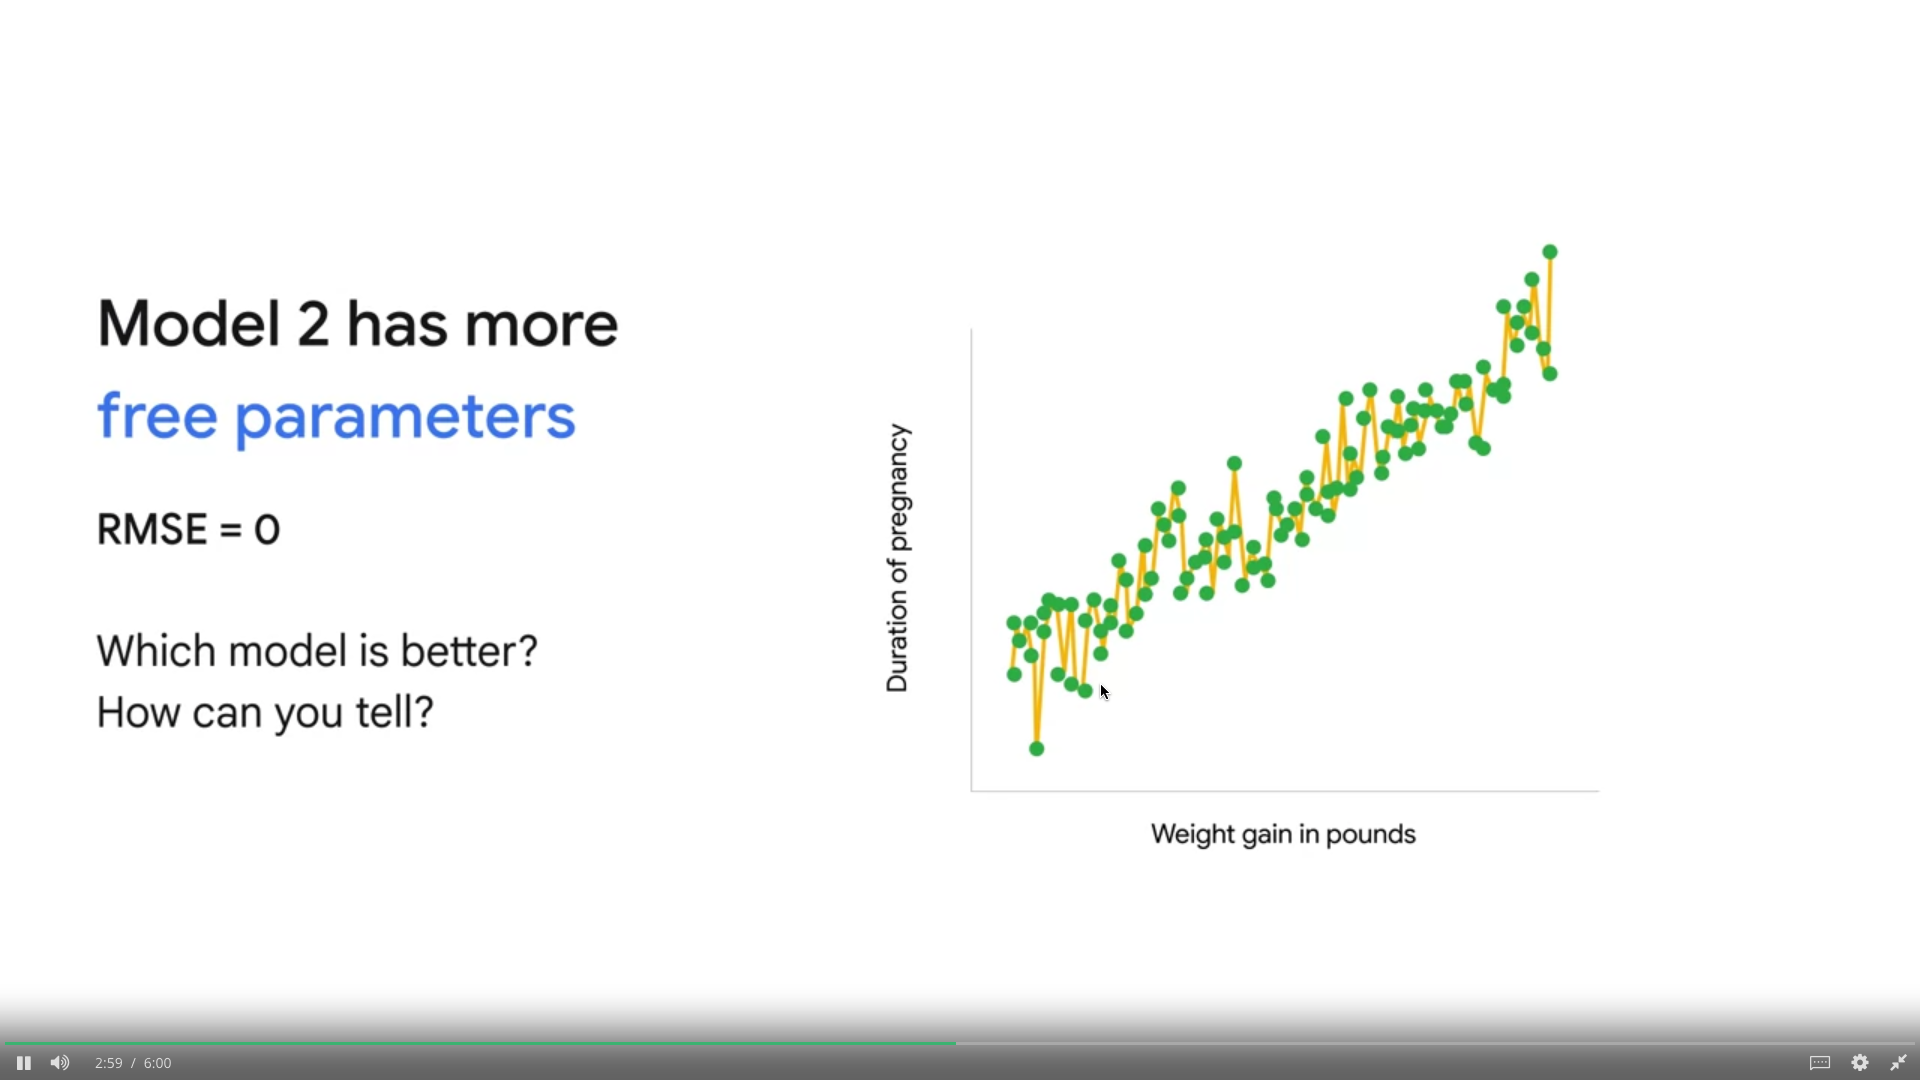 Model 2 has more
free parameters
RMSE = 0
Which model is better?
How can you tell?
Duration of pregnancy
Weight gain in pounds
2:59 / 6:00